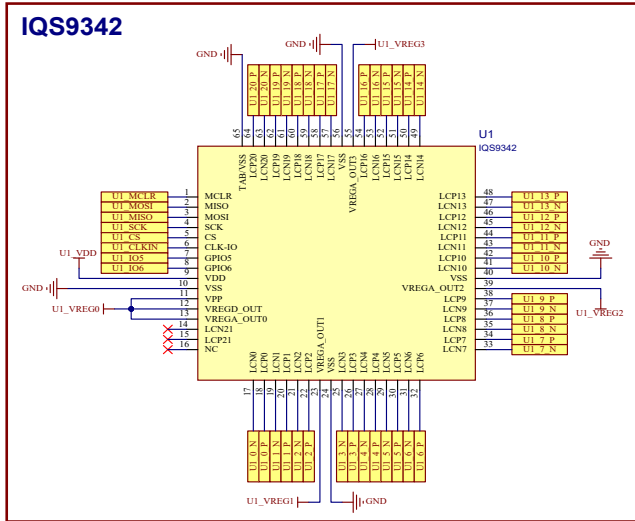 IQS9342
GND
GND
U1_VREG3
U1_20_P
U1_20_N
U1_19_P
U1_19_N
U1_18_P
U1_18_N
U1_17_P
U1_17_N
U1_16_P
U1_16_N
U1_15_P
U1_15_N
U1_14_P
U1_14_N
65
64
63
62
61
60
59
58
57
56
55
54
53
52
51
50
49
U1
IQS9342
TAB/VSS
LCP20
LCN20
LCP19
LCN19
LCP18
LCN18
LCP17
LCN17
VSS
VREGA_OUT3
LCP16
LCN16
LCP15
LCN15
LCP14
LCN14
U1_MCLR 1 MCLR
U1_MOSI 2 MISO
U1_MISO 3 MOSI
U1_SCK 4 SCK
U1_CS 5 CS
U1_CLKIN 6 CLK-IO
U1_IO5 7 GPIO5
U1_IO6 8 GPIO6
U1_VDD 9 VDD
GND 10 VSS
11 VPP
U1_VREG0 12 VREGD_OUT
13 VREGA_OUT0
14 LCN21
15 LCP21
16 NC
LCP13 48 U1_13_P
LCN13 47 U1_13_N
LCP12 46 U1_12_P
LCN12 45 U1_12_N
LCP11 44 U1_11_P
LCN11 43 U1_11_N
LCP10 42 U1_10_P
LCN10 41 U1_10_N
VSS 40 GND
VREGA_OUT2 39 U1_VREG2
LCP9 38 U1_9_P
LCN9 37 U1_9_N
LCP8 36 U1_8_P
LCN8 35 U1_8_N
LCP7 34 U1_7_P
LCN7 33 U1_7_N
LCN0
LCP0
LCN1
LCP1
LCN2
LCP2
VREGA_OUT1
VSS
LCN3
LCP3
LCN4
LCP4
LCN5
LCP5
LCN6
LCP6
17
18
19
20
21
22
23
24
25
26
27
28
29
30
31
32
U1_0_N
U1_0_P
U1_1_N
U1_1_P
U1_2_N
U1_2_P
U1_3_N
U1_3_P
U1_4_N
U1_4_P
U1_5_N
U1_5_P
U1_6_N
U1_6_P
U1_VREG1
GND